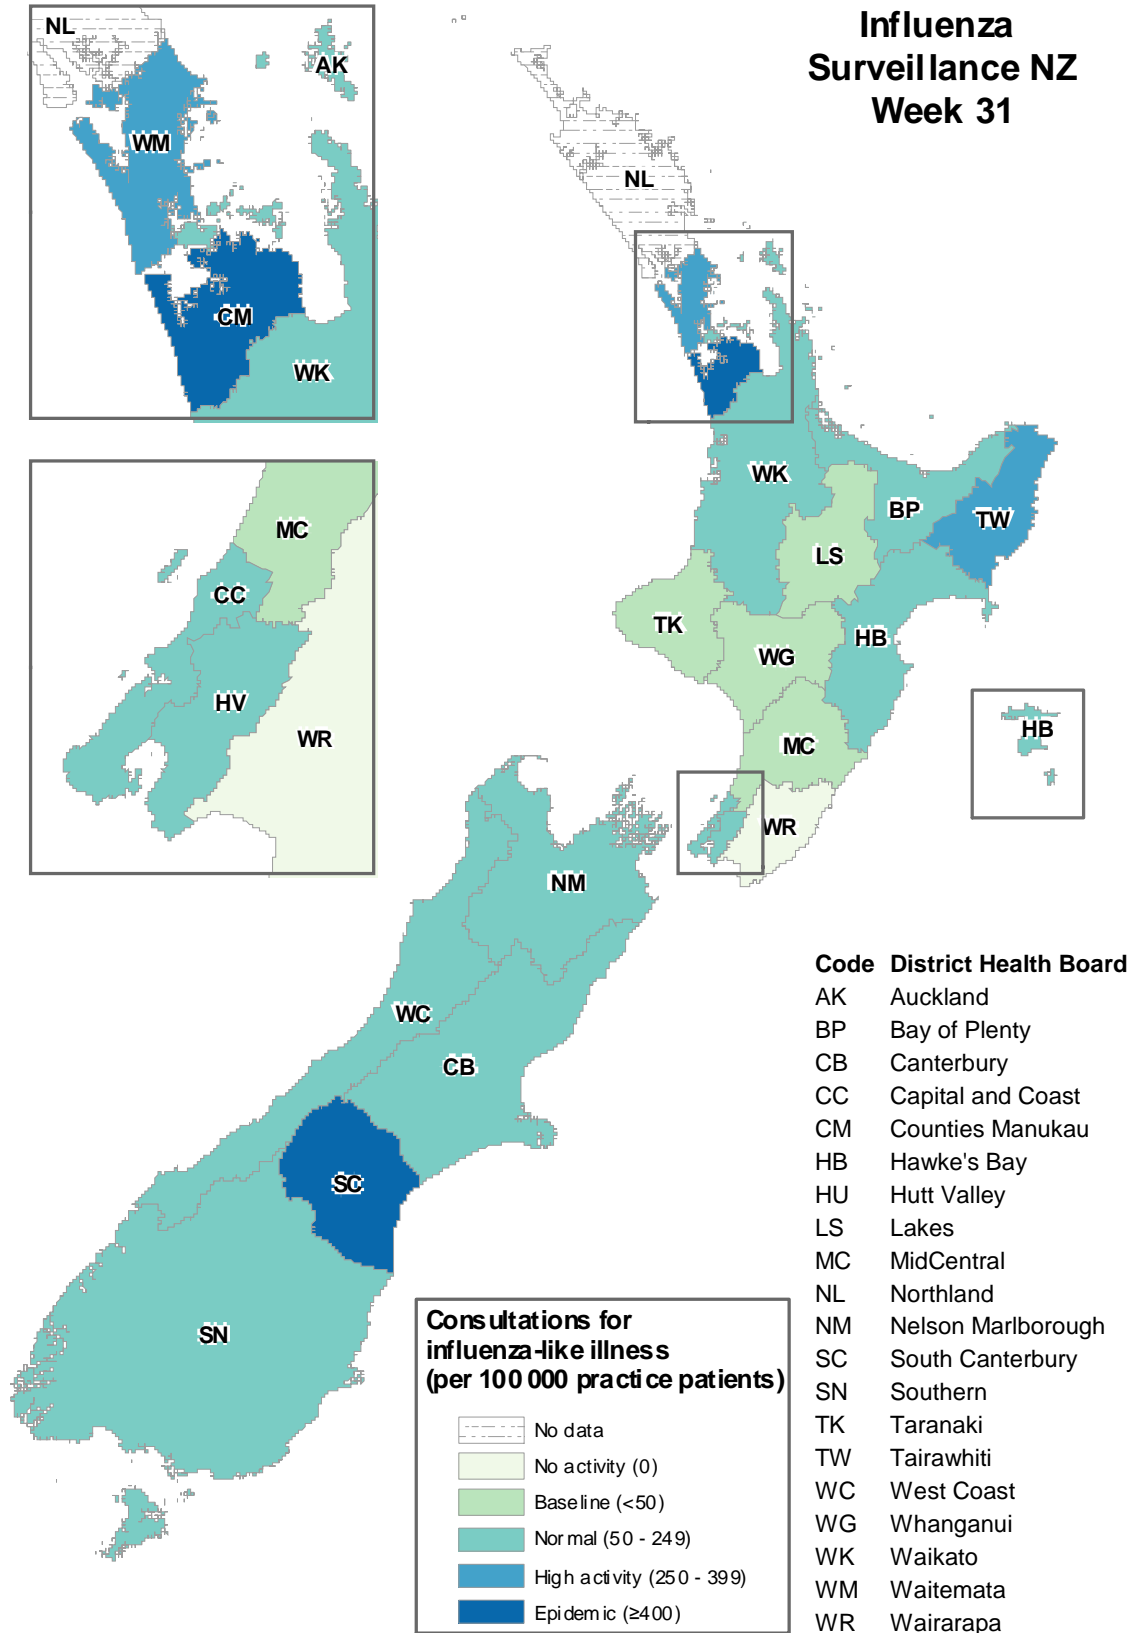 Influenza
Surveillance NZ
Week 31
NL
AK
WM
CM
WK
MC
CC
HV
WR
NL
WK
BP
TW
LS
TK
HB
WG
MC
HB
WR
NM
WC
CB
SC
SN
Code District Health Board
AK Auckland
BP Bay of Plenty
CB Canterbury
CC Capital and Coast
CM Counties Manukau
HB Hawke's Bay
HU Hutt Valley
LS Lakes
MC MidCentral
NL Northland
NM Nelson Marlborough
SC South Canterbury
SN Southern
TK Taranaki
TW Tairawhiti
WC West Coast
WG Whanganui
WK Waikato
WM Waitemata
WR Wairarapa
Consultations for
influenza-like illness
(per 100 000 practice patients)
No data
No activity (0)
Baseline (<50)
Normal (50 - 249)
High activity (250 - 399)
Epidemic (≥400)